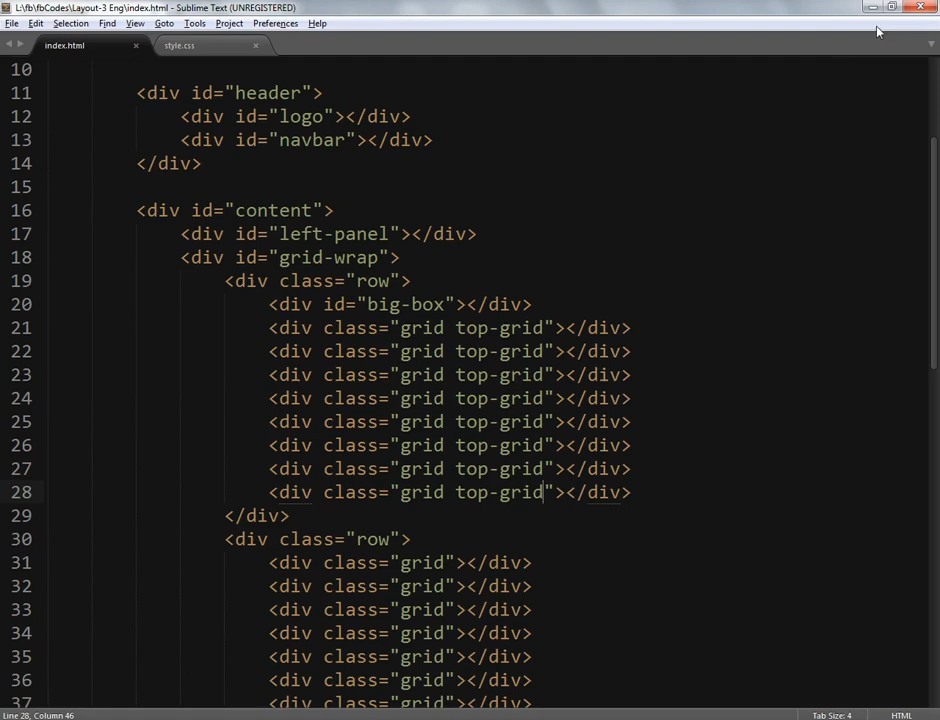 L:\fb\fbCodes\Layout-3 Eng\index.html - Sublime Text (UNREGISTERED)
File Edit Selection Find View Goto Tools Project Preferences Help
index.html × style.css ×
10
11 <div id="header">
12 <div id="logo"></div>
13 <div id="navbar"></div>
14 </div>
15
16 <div id="content">
17 <div id="left-panel"></div>
18 <div id="grid-wrap">
19 <div class="row">
20 <div id="big-box"></div>
21 <div class="grid top-grid"></div>
22 <div class="grid top-grid"></div>
23 <div class="grid top-grid"></div>
24 <div class="grid top-grid"></div>
25 <div class="grid top-grid"></div>
26 <div class="grid top-grid"></div>
27 <div class="grid top-grid"></div>
28 <div class="grid top-grid"></div>
29 </div>
30 <div class="row">
31 <div class="grid"></div>
32 <div class="grid"></div>
33 <div class="grid"></div>
34 <div class="grid"></div>
35 <div class="grid"></div>
36 <div class="grid"></div>
37 <div class="grid"></div>
Line 28, Column 46 Tab Size: 4 HTML